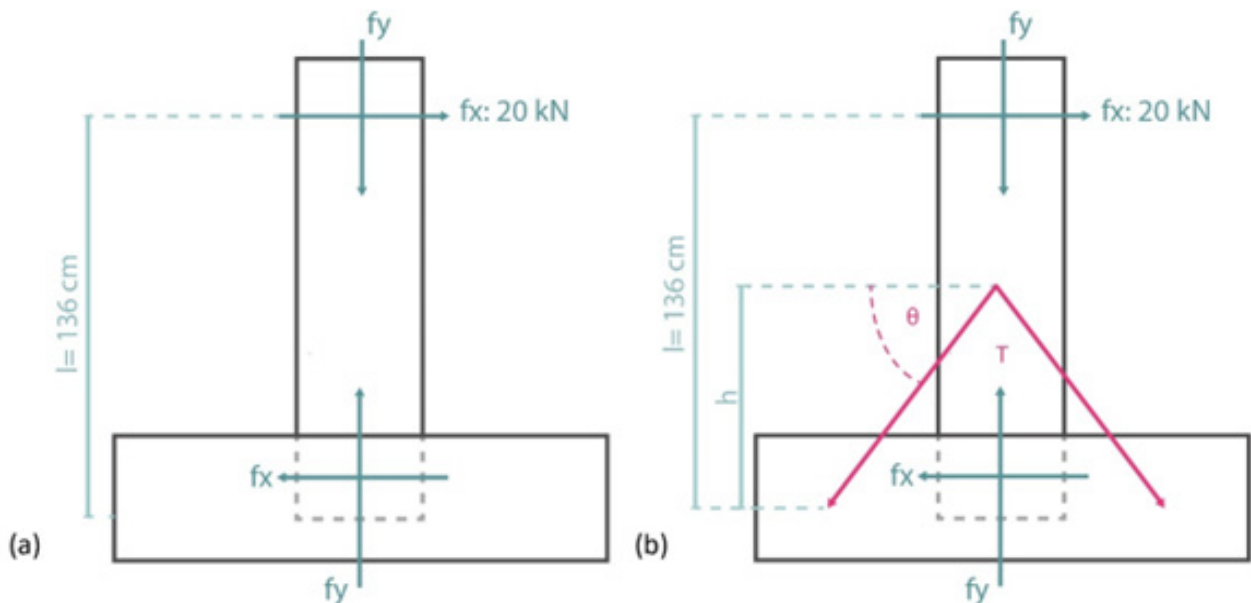 fy
fx: 20 kN
l= 136 cm
fx
(a)
fy
fy
fx: 20 kN
l= 136 cm
θ
T
h
fx
(b)
fy